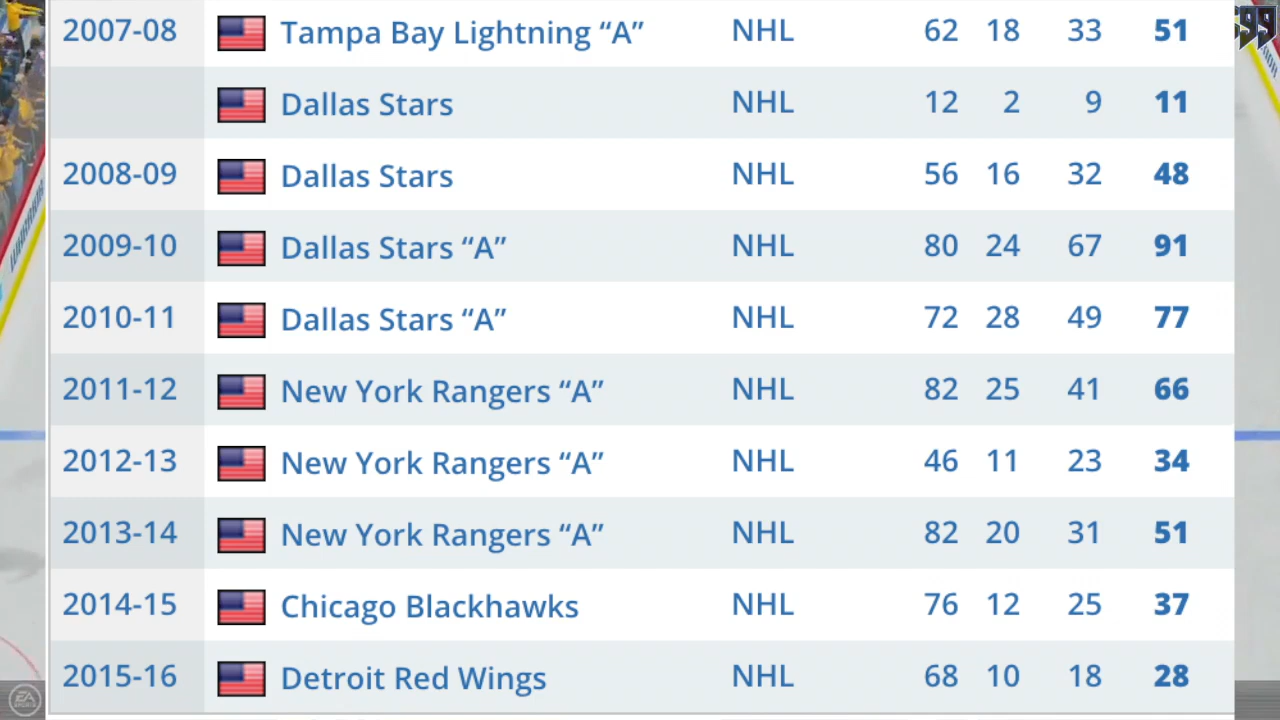 2007-08 Tampa Bay Lightning “A” NHL 62 18 33 51
Dallas Stars NHL 12 2 9 11
2008-09 Dallas Stars NHL 56 16 32 48
2009-10 Dallas Stars “A” NHL 80 24 67 91
2010-11 Dallas Stars “A” NHL 72 28 49 77
2011-12 New York Rangers “A” NHL 82 25 41 66
2012-13 New York Rangers “A” NHL 46 11 23 34
2013-14 New York Rangers “A” NHL 82 20 31 51
2014-15 Chicago Blackhawks NHL 76 12 25 37
2015-16 Detroit Red Wings NHL 68 10 18 28
WARRIOR
EA
SPORTS